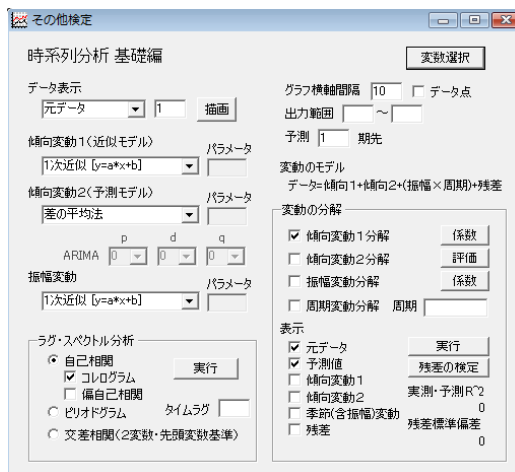 その他検定
時系列分析 基礎編
変数選択
データ表示
元データ 1 描画
傾向変動1(近似モデル) パラメータ
1次近似 [y=a*x+b]
傾向変動2(予測モデル) パラメータ
差の平均法
p d q
ARIMA 0 0 0
振幅変動 パラメータ
1次近似 [y=a*x+b]
ラグ・スペクトル分析
自己相関 実行
コレログラム
偏自己相関
ピリオドグラム タイムラグ
交差相関(2変数・先頭変数基準)
グラフ横軸間隔 10 データ点
出力範囲 ~
予測 1 期先
変動のモデル
データ=傾向1+傾向2+(振幅×周期)+残差
変動の分解
傾向変動1分解 係数
傾向変動2分解 評価
振幅変動分解 係数
周期変動分解 周期
表示
元データ 実行
予測値 残差の検定
傾向変動1
傾向変動2
季節(含振幅)変動
残差
実測・予測R^2
0
残差標準偏差
0